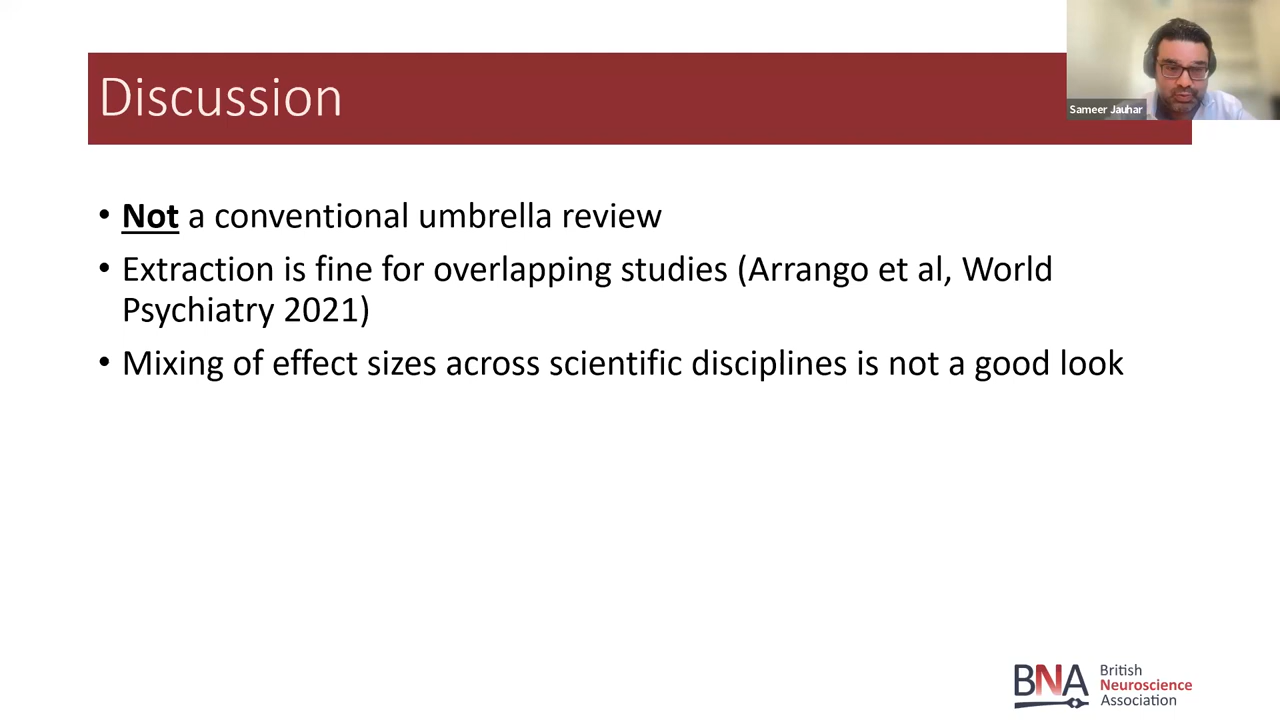 Discussion
Sameer Jauhar
• Not a conventional umbrella review
• Extraction is fine for overlapping studies (Arrango et al, World
Psychiatry 2021)
• Mixing of effect sizes across scientific disciplines is not a good look
BNA
British
Neuroscience
Association